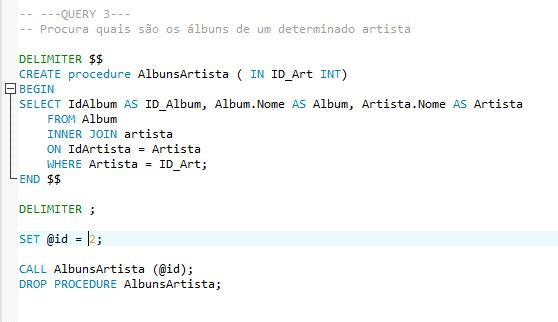 -- ---QUERY 3---
-- Procura quais são os álbuns de um determinado artista
DELIMITER $$
CREATE procedure AlbunsArtista ( IN ID_Art INT)
BEGIN
SELECT IdAlbum AS ID_Album, Album.Nome AS Album, Artista.Nome AS Artista
FROM Album
INNER JOIN artista
ON IdArtista = Artista
WHERE Artista = ID_Art;
END $$
DELIMITER ;
SET @id = 2;
CALL AlbunsArtista (@id);
DROP PROCEDURE AlbunsArtista;